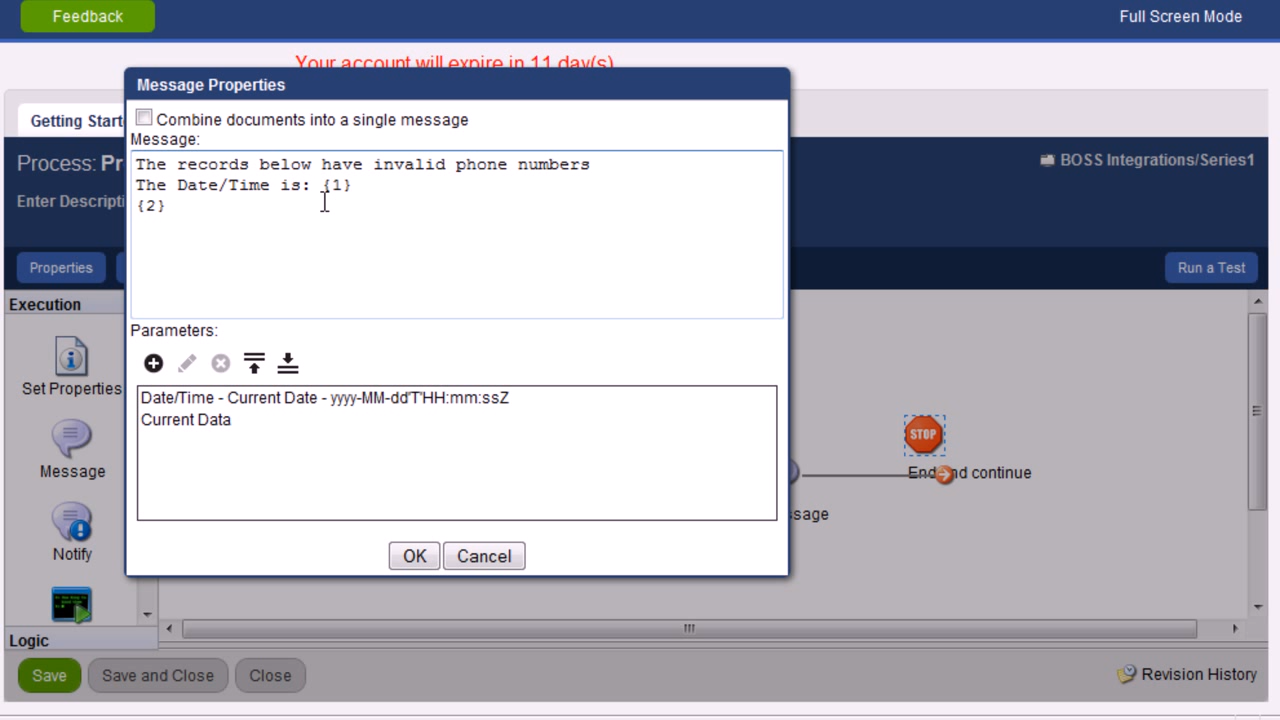 Feedback
Full Screen Mode
Your account will expire in 11 day(s)
Message Properties
Getting Start
Combine documents into a single message
Message:
Process: Pr
BOSS Integrations/Series1
The records below have invalid phone numbers
The Date/Time is: {1}
{2}
Enter Descripti
Properties
Run a Test
Execution
Parameters:
Set Properties
Date/Time - Current Date - yyyy-MM-dd'T'HH:mm:ssZ
Current Data
STOP
Message
End and continue
ssage
Notify
OK
Cancel
Logic
Save
Save and Close
Close
Revision History